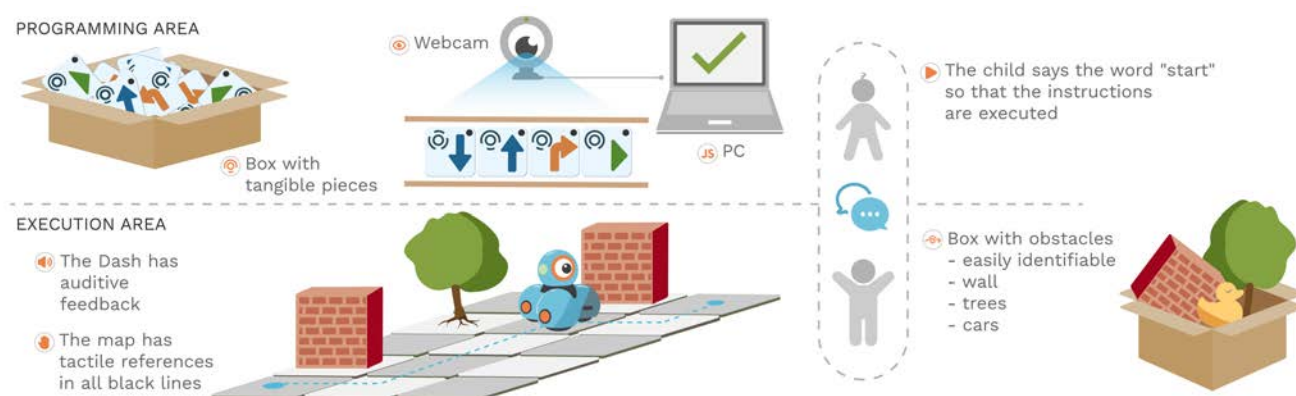 PROGRAMMING AREA
Webcam
Box with
tangible pieces
JS PC
The child says the word "start"
so that the instructions
are executed
EXECUTION AREA
The Dash has
auditive
feedback
The map has
tactile references
in all black lines
Box with obstacles
- easily identifiable
- wall
- trees
- cars